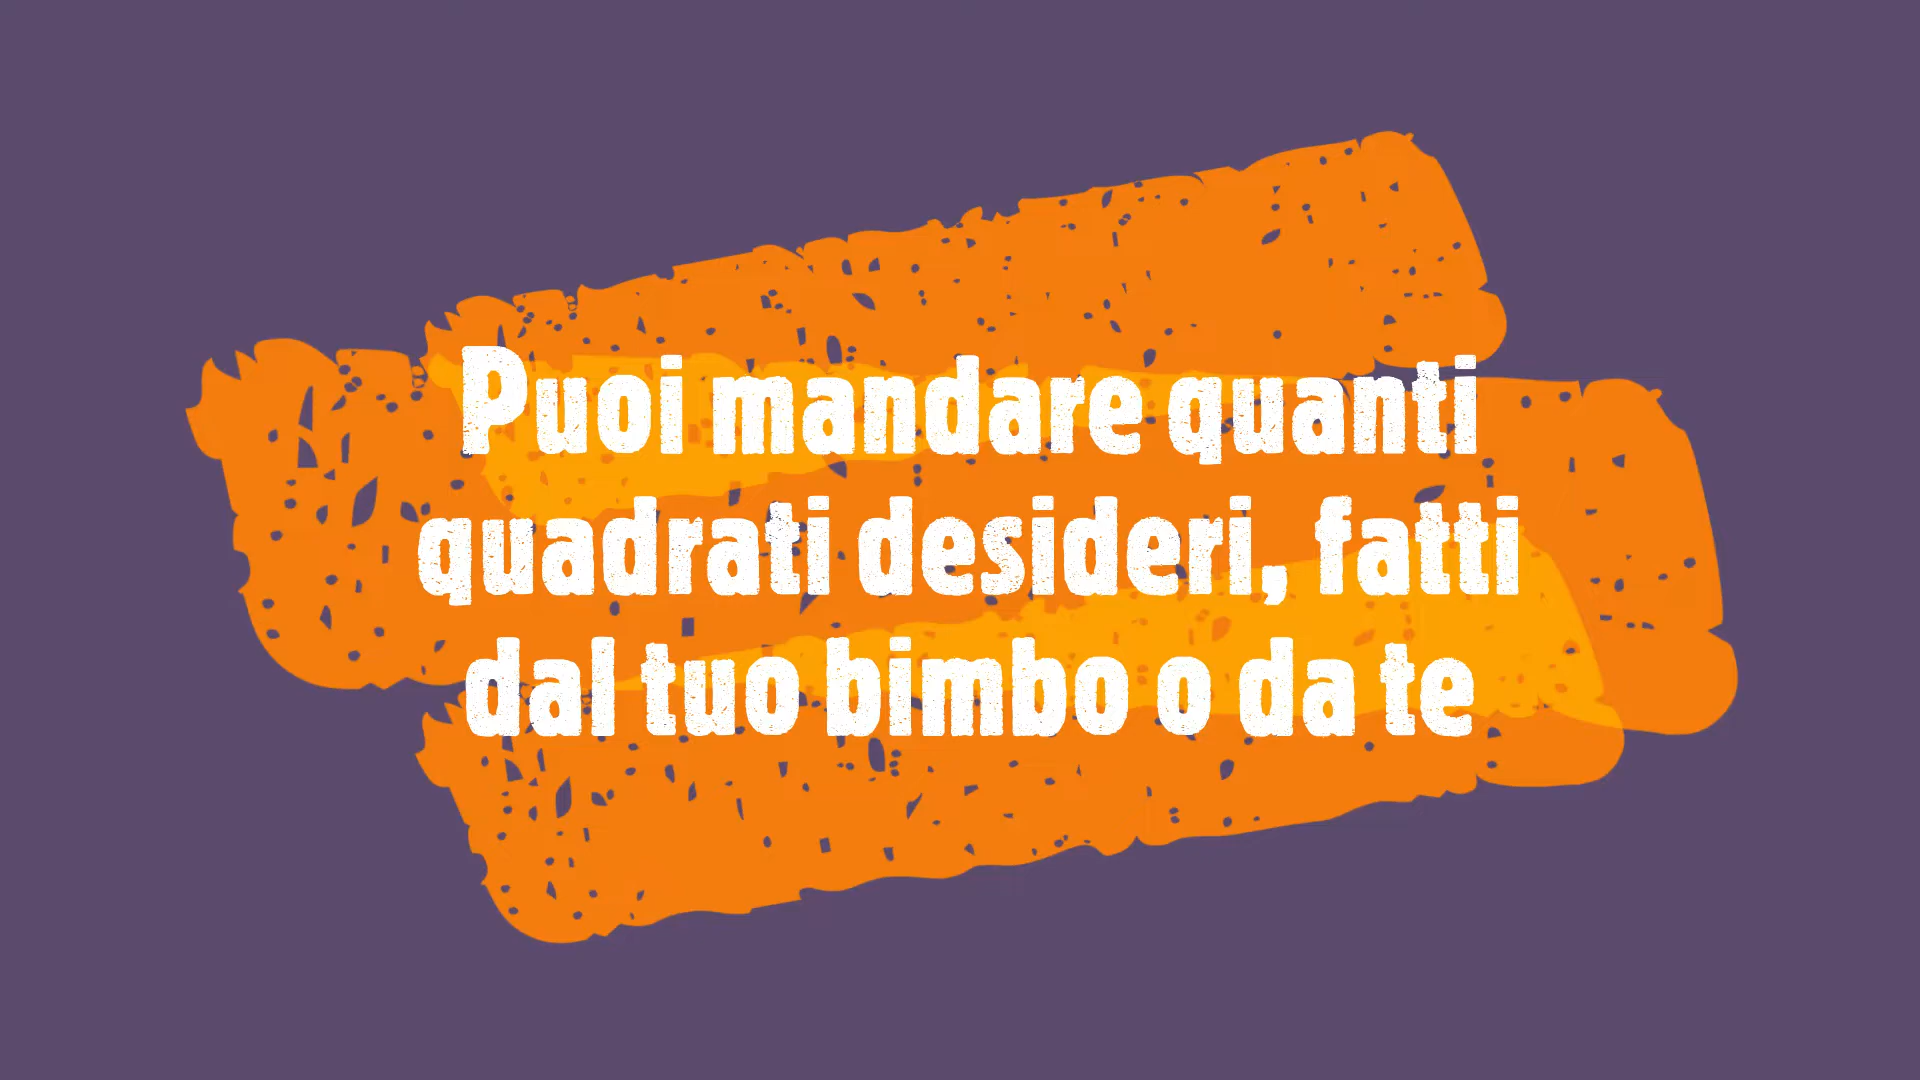 Puoi mandare quanti
quadrati desideri, fatti
dal tuo bimbo o da te